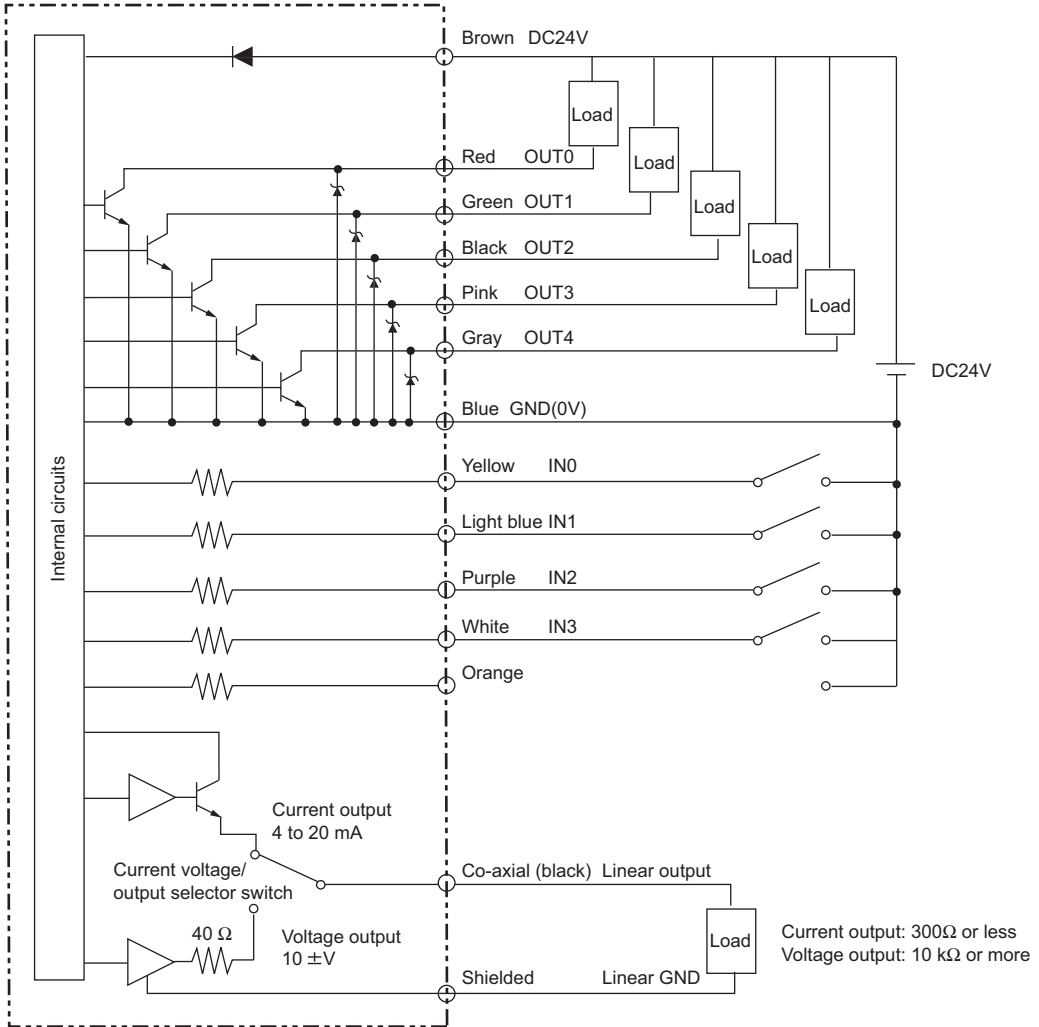 Brown DC24V
Load
Load
Load
Load
Load
Red OUT0
Green OUT1
Black OUT2
Pink OUT3
Gray OUT4
DC24V
Blue GND(0V)
Internal circuits
Yellow IN0
Light blue IN1
Purple IN2
White IN3
Orange
Current output
4 to 20 mA
Current voltage/
output selector switch
Co-axial (black) Linear output
40 Ω
Voltage output
10 ±V
Load
Current output: 300Ω or less
Voltage output: 10 kΩ or more
Shielded Linear GND